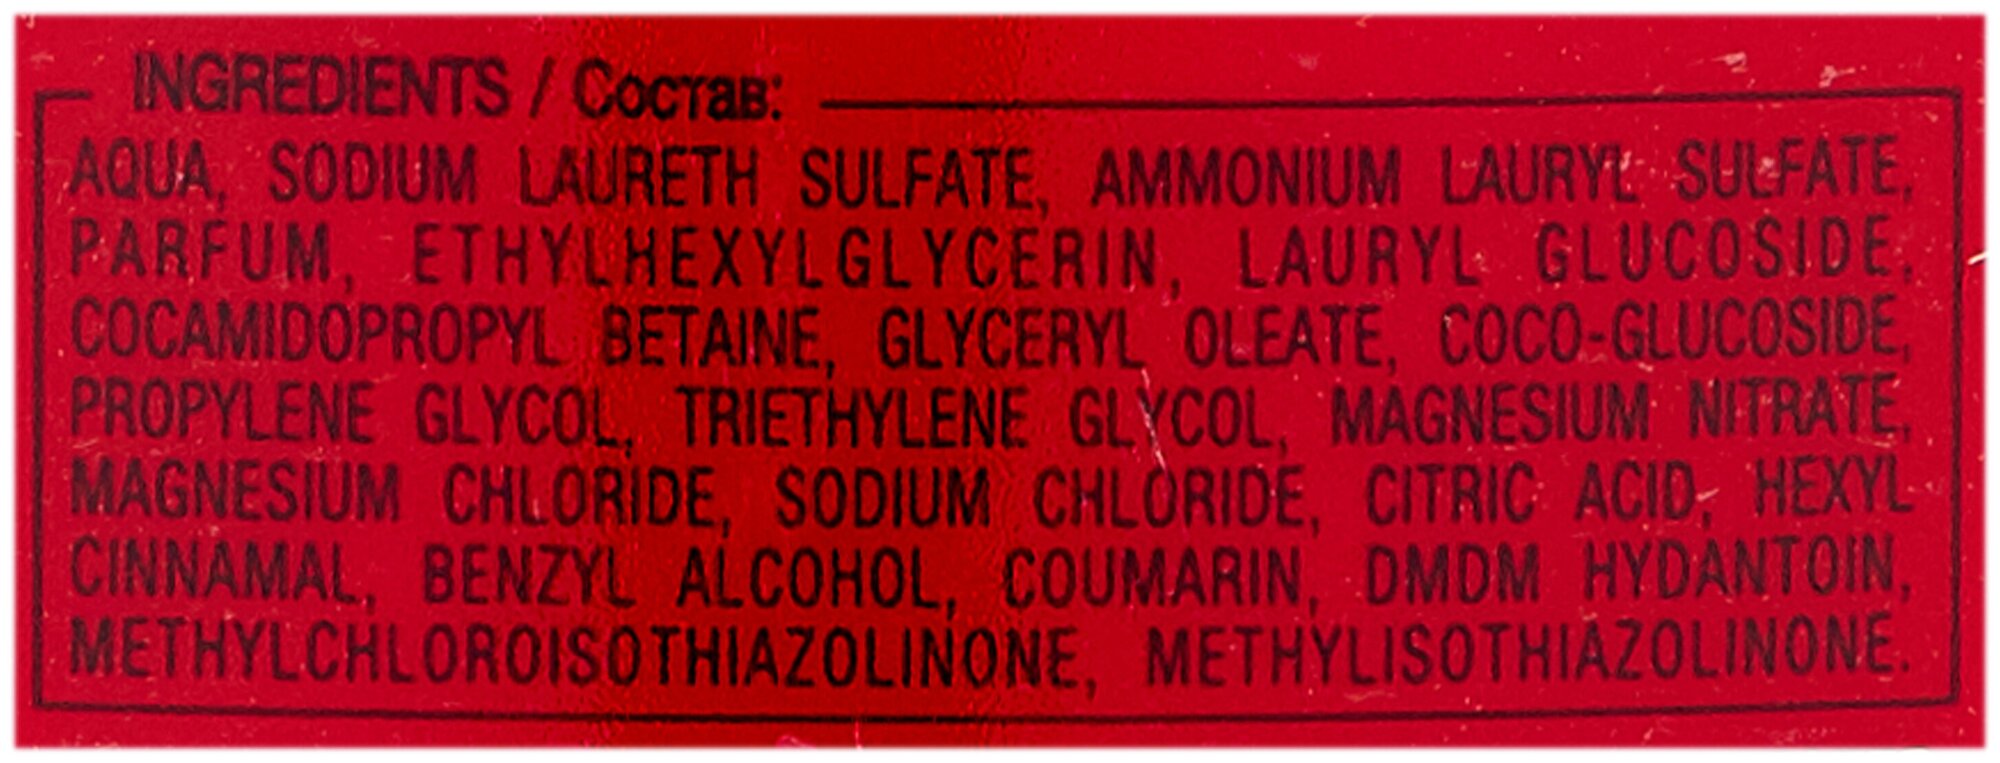 INGREDIENTS / Состав:
AQUA, SODIUM LAURETH SULFATE, AMMONIUM LAURYL SULFATE,
PARFUM, ETHYLHEXYLGLYCERIN, LAURYL GLUCOSIDE,
COCAMIDOPROPYL BETAINE, GLYCERYL OLEATE, COCO-GLUCOSIDE,
PROPYLENE GLYCOL, TRIETHYLENE GLYCOL, MAGNESIUM NITRATE,
MAGNESIUM CHLORIDE, SODIUM CHLORIDE, CITRIC ACID, HEXYL
CINNAMAL, BENZYL ALCOHOL, COUMARIN, DMDM HYDANTOIN,
METHYLCHLOROISOTHIAZOLINONE, METHYLISOTHIAZOLINONE.